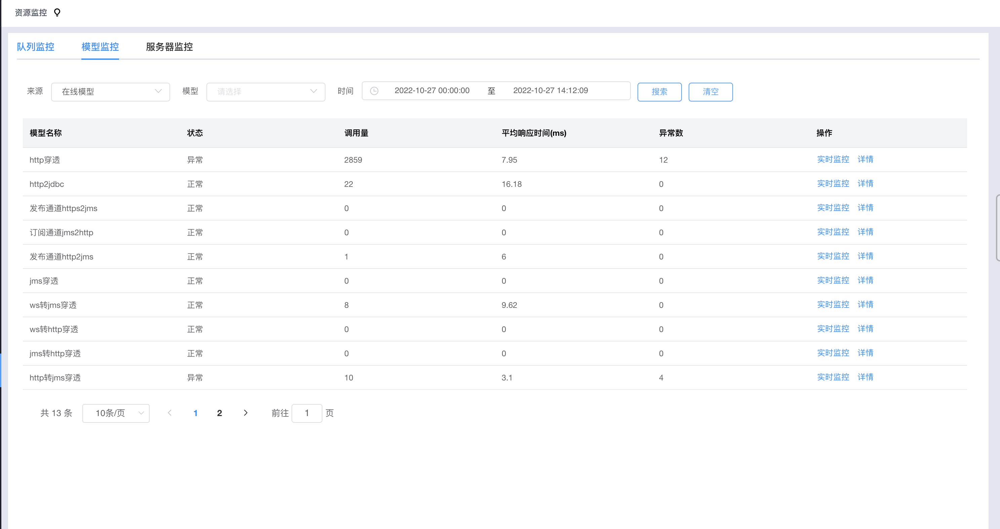 资源监控
队列监控 模型监控 服务器监控
来源 在线模型 模型 请选择 时间 2022-10-27 00:00:00 至 2022-10-27 14:12:09 搜索 清空
模型名称 状态 调用量 平均响应时间(ms) 异常数 操作
http穿透 异常 2859 7.95 12 实时监控 详情
http2jdbc 正常 22 16.18 0 实时监控 详情
发布通道https2jms 正常 0 0 0 实时监控 详情
订阅通道jms2http 正常 0 0 0 实时监控 详情
发布通道http2jms 正常 1 6 0 实时监控 详情
jms穿透 正常 0 0 0 实时监控 详情
ws转jms穿透 正常 8 9.62 0 实时监控 详情
ws转http穿透 正常 0 0 0 实时监控 详情
jms转http穿透 正常 0 0 0 实时监控 详情
http转jms穿透 异常 10 3.1 4 实时监控 详情
共 13 条 10条/页 1 2 前往 1 页